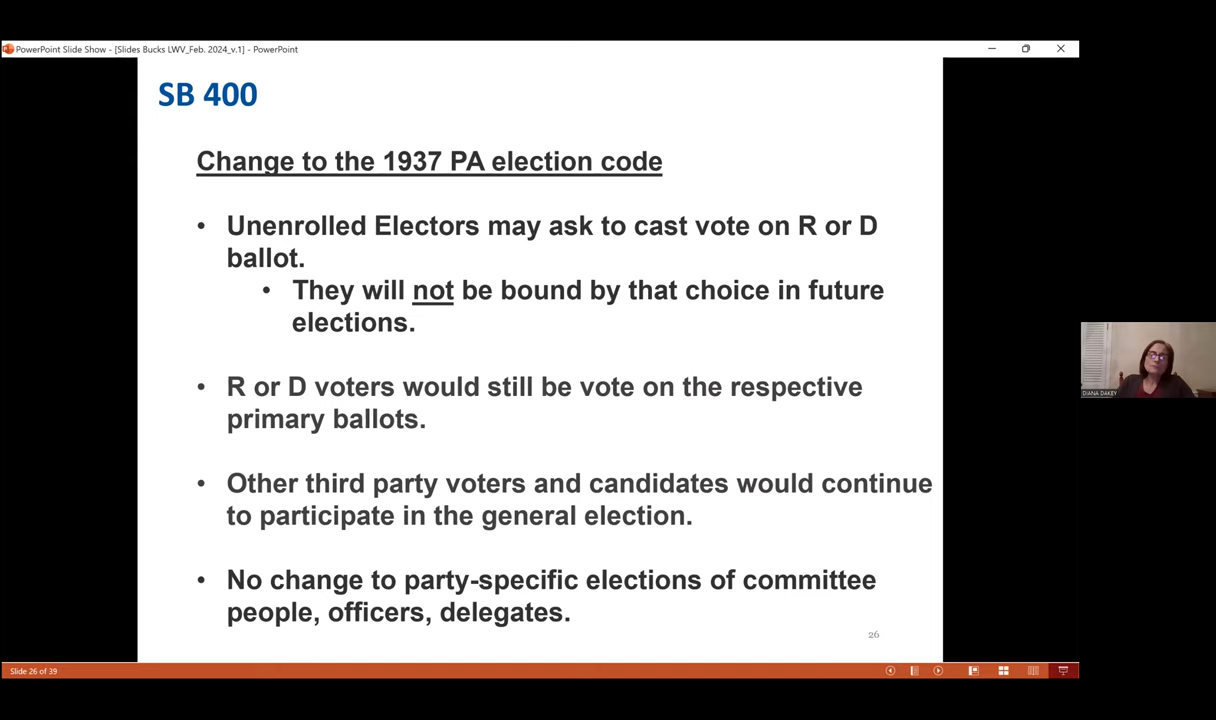 PowerPoint Slide Show - [Slides Bucks LWV_Feb. 2024_v.1] - PowerPoint
SB 400
Change to the 1937 PA election code
• Unenrolled Electors may ask to cast vote on R or D
ballot.
• They will not be bound by that choice in future
elections.
• R or D voters would still be vote on the respective
primary ballots.
• Other third party voters and candidates would continue
to participate in the general election.
• No change to party-specific elections of committee
people, officers, delegates.
26
DIANA DAKEY
Slide 26 of 39